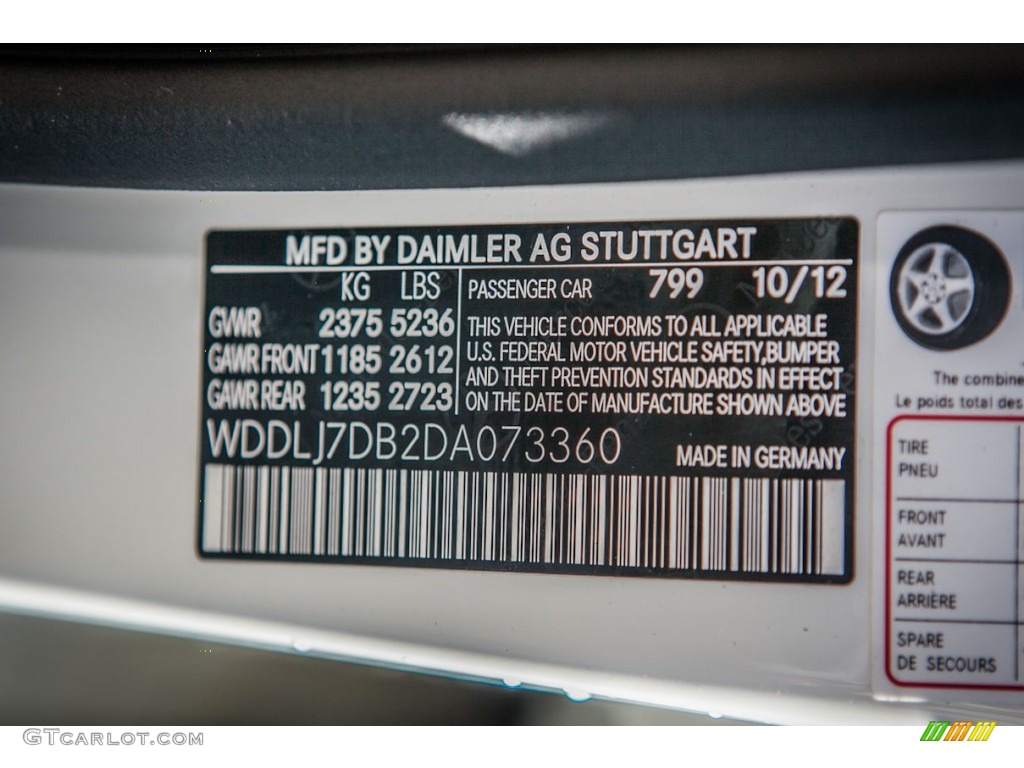 MFD BY DAIMLER AG STUTTGART
KG LBS
GVWR 2375 5236
GAWR FRONT 1185 2612
GAWR REAR 1235 2723
PASSENGER CAR 799 10/12
THIS VEHICLE CONFORMS TO ALL APPLICABLE
U.S. FEDERAL MOTOR VEHICLE SAFETY,BUMPER
AND THEFT PREVENTION STANDARDS IN EFFECT
ON THE DATE OF MANUFACTURE SHOWN ABOVE
WDDLJ7DB2DA073360
MADE IN GERMANY
The combine
Le poids total des
TIRE
PNEU
FRONT
AVANT
REAR
ARRIÈRE
SPARE
DE SECOURS
GTCARLOT.COM